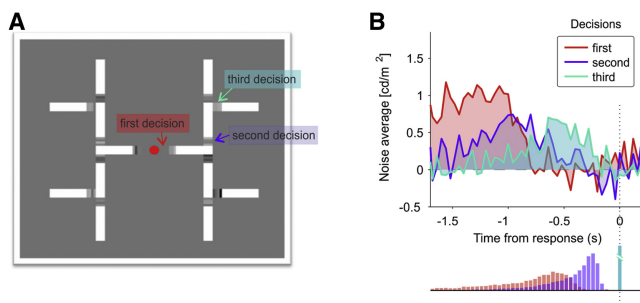 A
third decision
first decision
second decision
B
Decisions
first
second
third
Noise average [cd/m²]
1.5
1
0.5
0
-0.5
-1.5
-1
-0.5
0
Time from response (s)